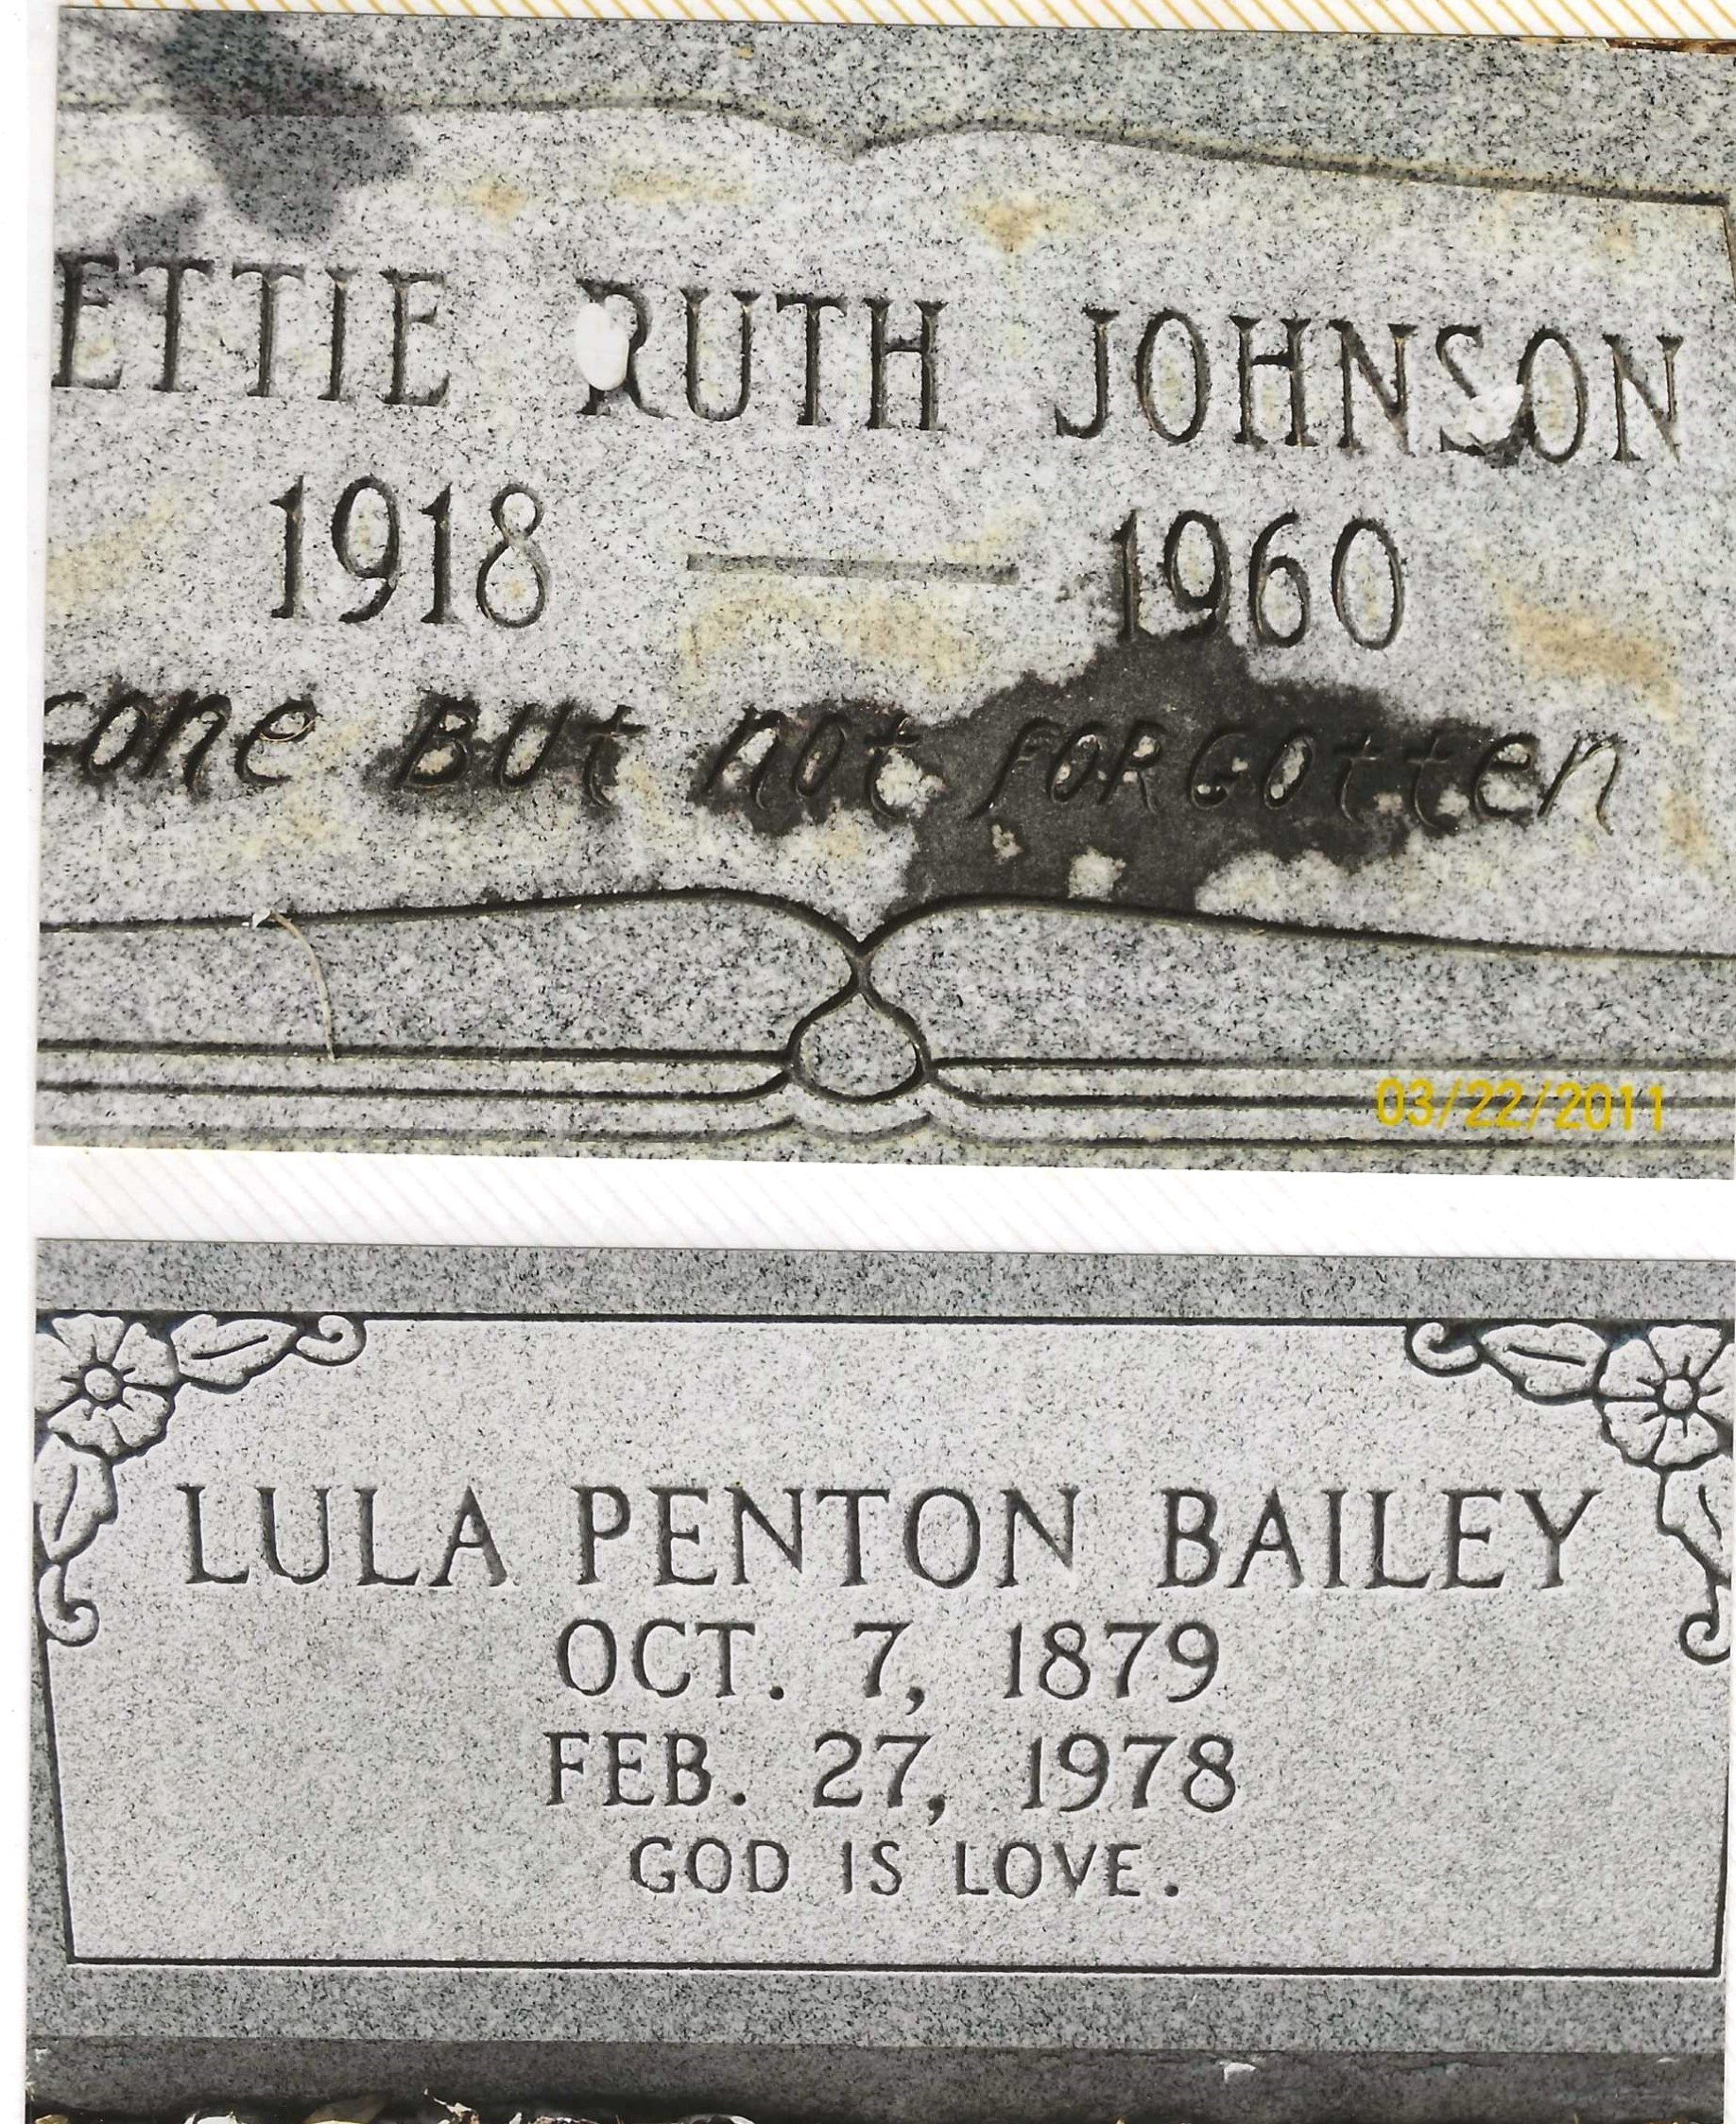 ETTIE RUTH JOHNSON
1918 — 1960
one BUt not FORGOtten
03/22/2011
LULA PENTON BAILEY
OCT. 7, 1879
FEB. 27, 1978
GOD IS LOVE.